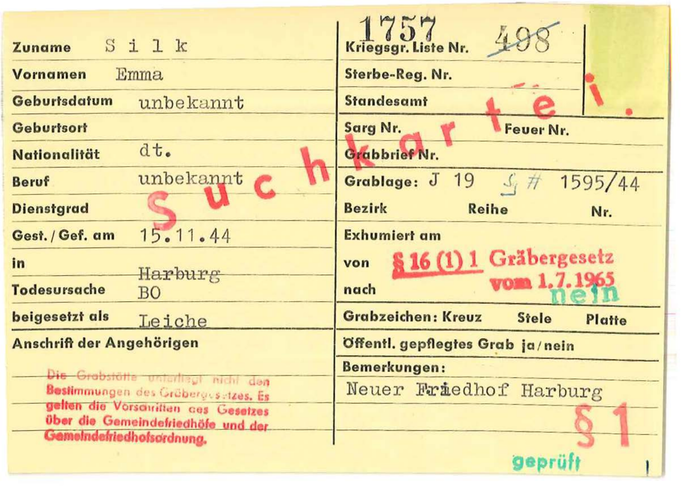 Zuname Silk
Vornamen Emma
Geburtsdatum unbekannt
Geburtsort
Nationalität dt.
Beruf unbekannt
Dienstgrad
Gest./Gef. am 15.11.44
in Harburg
Todesursache BO
beigesetzt als Leiche
Anschrift der Angehörigen
Die Grabstätte unterliegt nicht den
Bestimmungen des Gräbergesetzes. Es
gelten die Vorschriften des Gesetzes
über die Gemeindefriedhöfe und der
Gemeindefriedhofsordnung.
Suchkartei.
1757
Kriegsgr. Liste Nr. 498
Sterbe-Reg. Nr.
Standesamt
Sarg Nr. Feuer Nr.
Grabbrief Nr.
Grablage: J 19 # 1595/44
Bezirk Reihe Nr.
Exhumiert am
von § 16 (1) 1 Gräbergesetz
vom 1.7.1965
nach nein
Grabzeichen: Kreuz Stele Platte
Öffentl. gepflegtes Grab ja/nein
Bemerkungen:
Neuer Friedhof Harburg
§ 1
geprüft